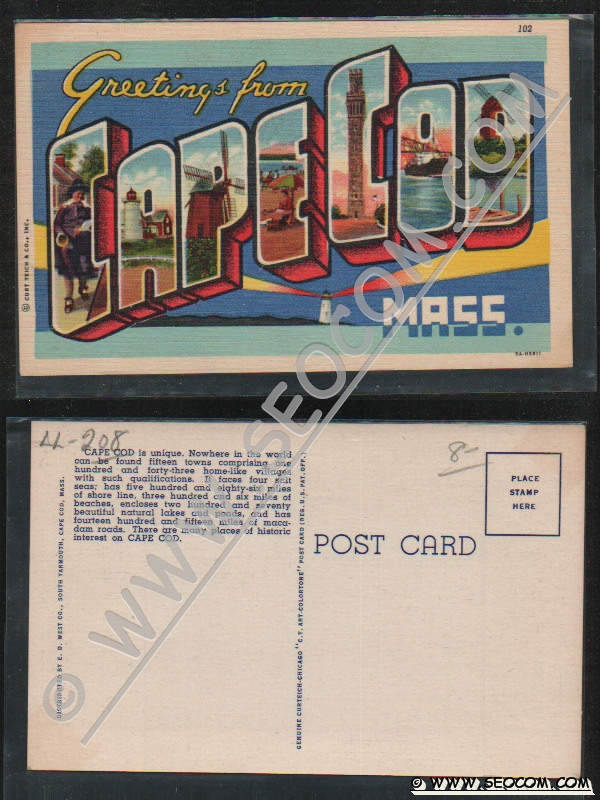 102
Greetings from
CAPE COD
MASS.
© CURT TEICH & CO., INC.
5A-H5811
© WWW.SEOCOM.COM
LL-208
8-
CAPE COD is unique. Nowhere in the world
can be found fifteen towns comprising one
hundred and forty-three home-like villages
with such qualifications. It faces four salt
seas; has five hundred and eighty-six miles
of shore line, three hundred and six miles of
beaches, encloses two hundred and seventy
beautiful natural lakes and ponds, and has
fourteen hundred and fifteen miles of maca-
dam roads. There are many places of historic
interest on CAPE COD.
PLACE
STAMP
HERE
POST CARD
DISTRIBUTED BY E. D. WEST CO., SOUTH YARMOUTH, CAPE COD, MASS.
GENUINE CURTEICH-CHICAGO "C.T. ART-COLORTONE" POST CARD (REG. U.S. PAT. OFF.)
© WWW.SEOCOM.COM